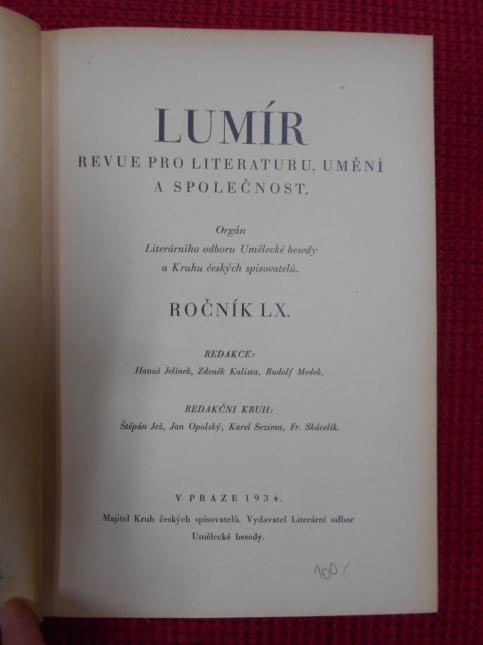 LUMÍR
REVUE PRO LITERATURU, UMĚNÍ
A SPOLEČNOST.
Orgán
Literárního odboru Umělecké besedy
a Kruhu českých spisovatelů.
ROČNÍK LX.
REDAKCE:
Hanuš Jelínek, Zdeněk Kalista, Rudolf Medek.
REDAKČNI KRUH:
Štěpán Jež, Jan Opolský, Karel Sezima, Fr. Skácelík.
V PRAZE 1934.
Majitel Kruh českých spisovatelů. Vydavatel Literární odbor
Umělecké besedy.
100,-